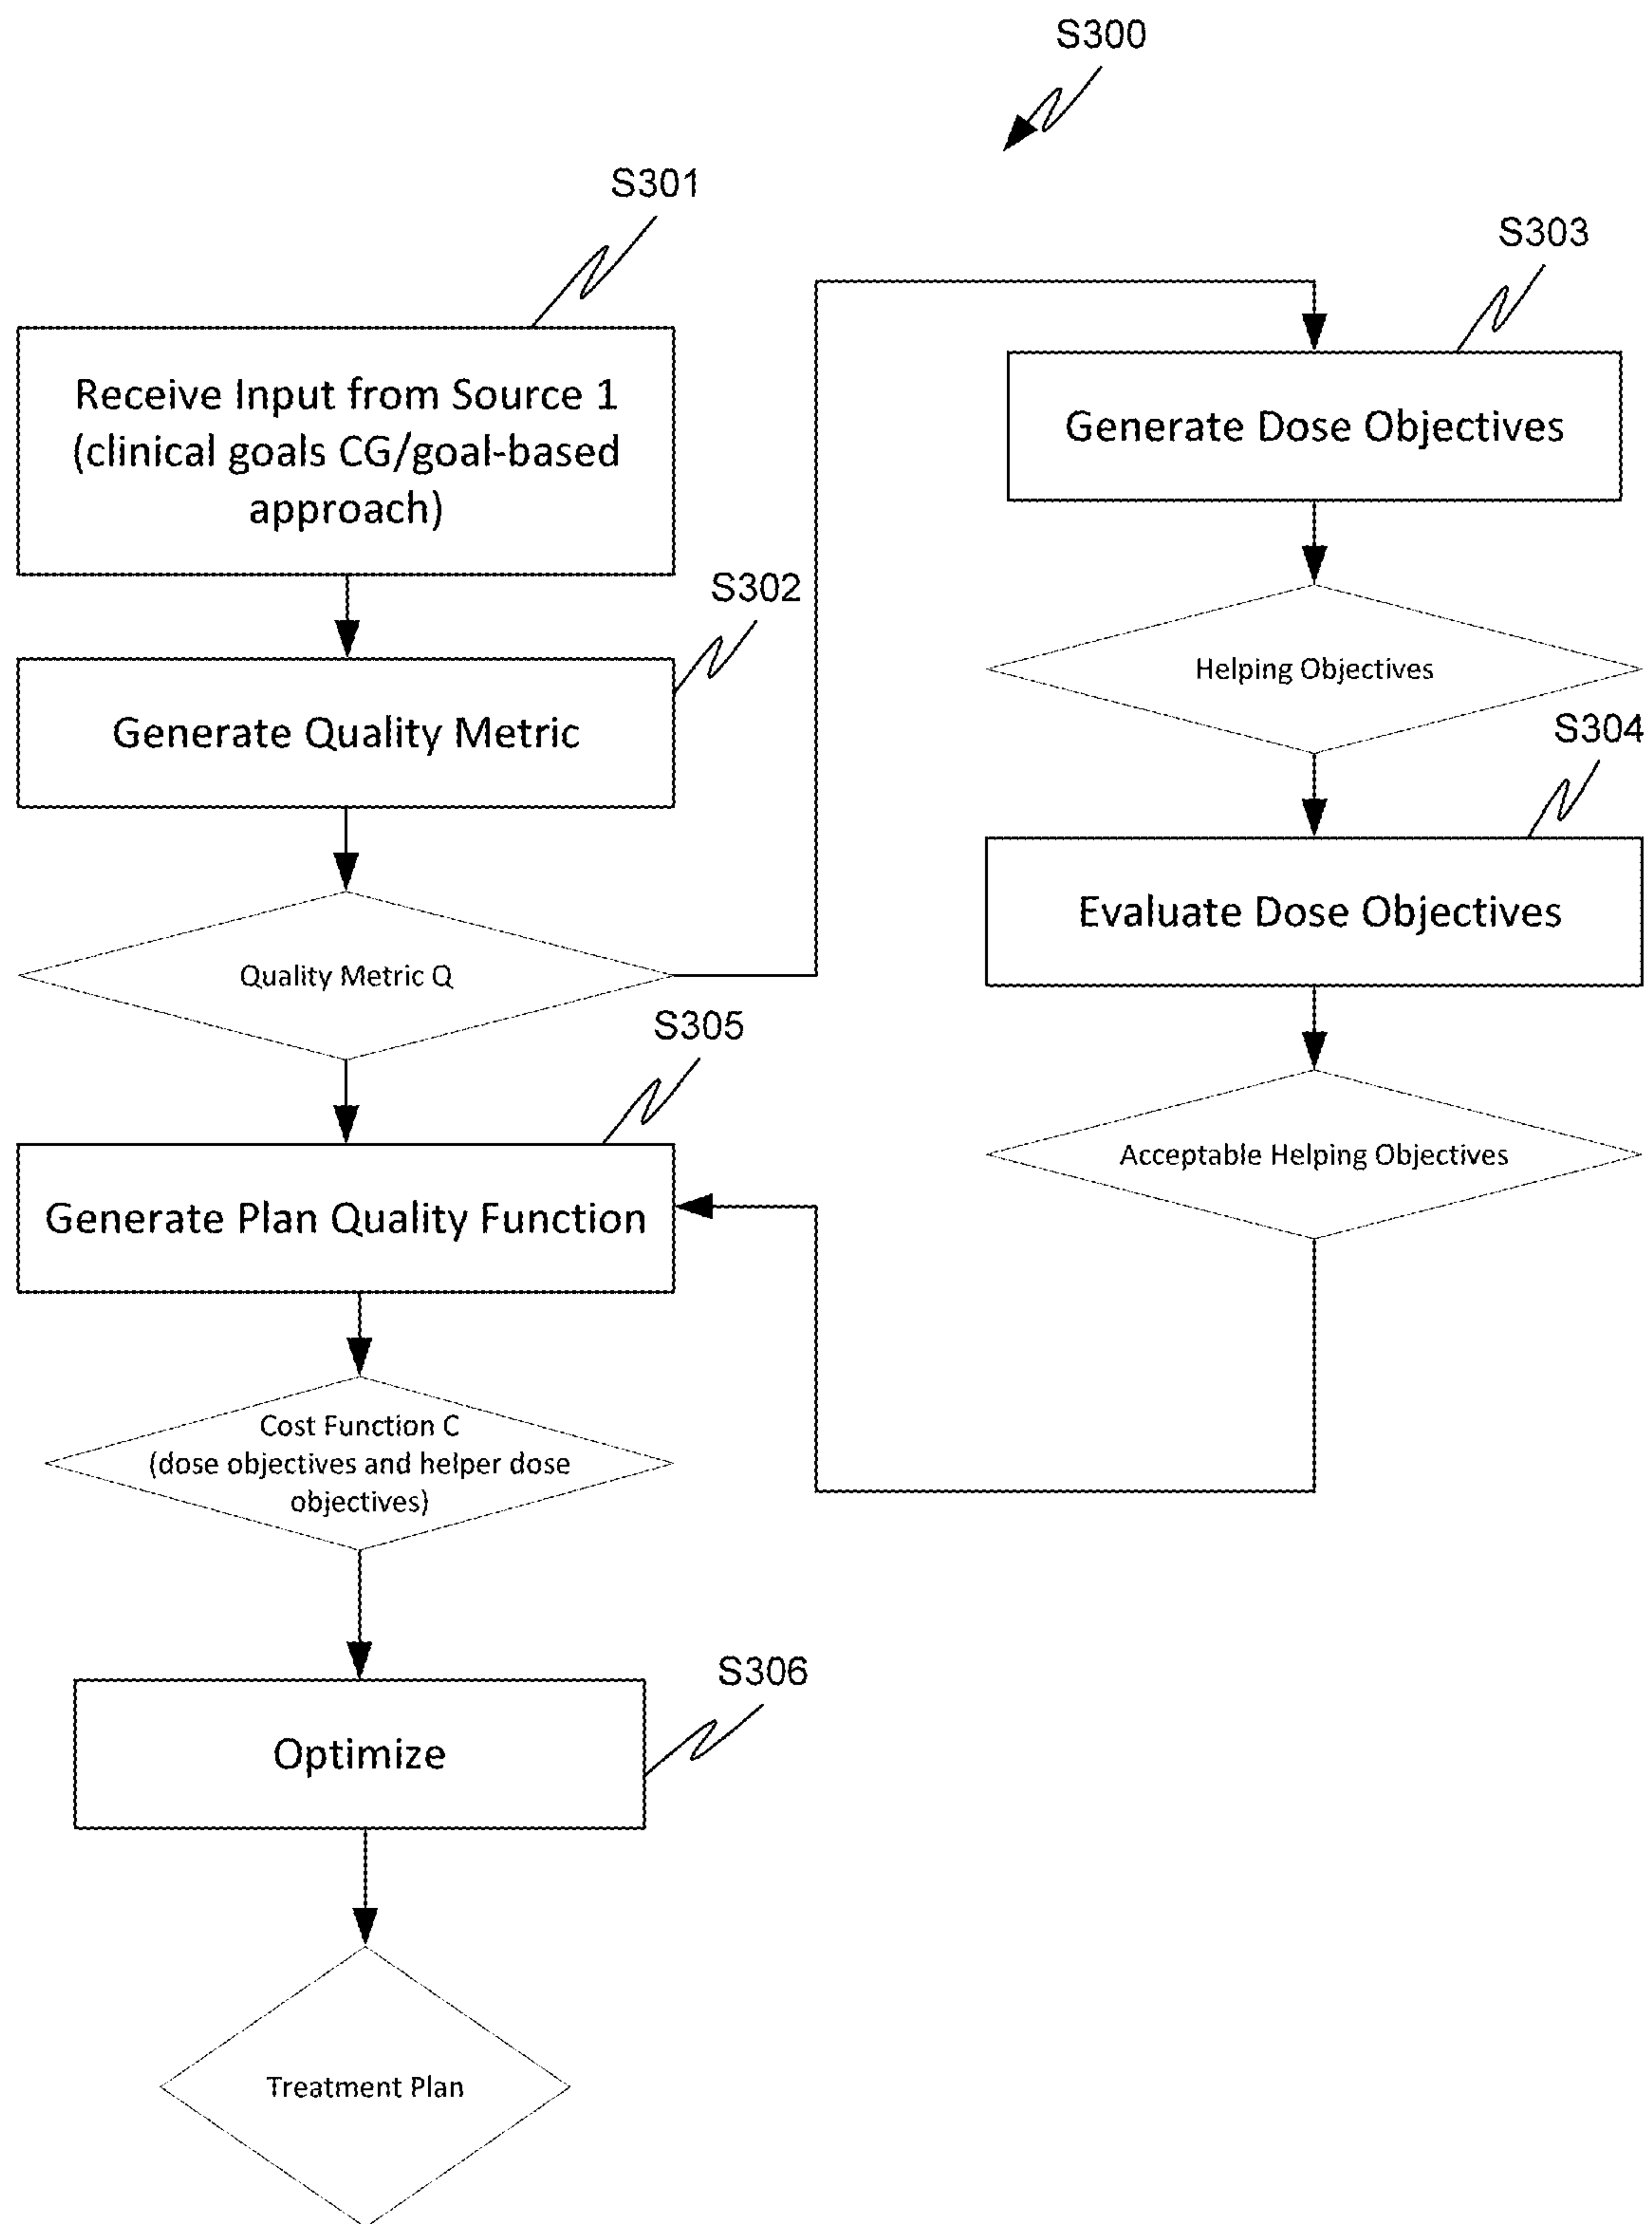 S300
S301
Receive Input from Source 1
(clinical goals CG/goal-based
approach)
S302
Generate Quality Metric
Quality Metric Q
S303
Generate Dose Objectives
Helping Objectives
S304
Evaluate Dose Objectives
Acceptable Helping Objectives
S305
Generate Plan Quality Function
Cost Function C
(dose objectives and helper dose
objectives)
S306
Optimize
Treatment Plan